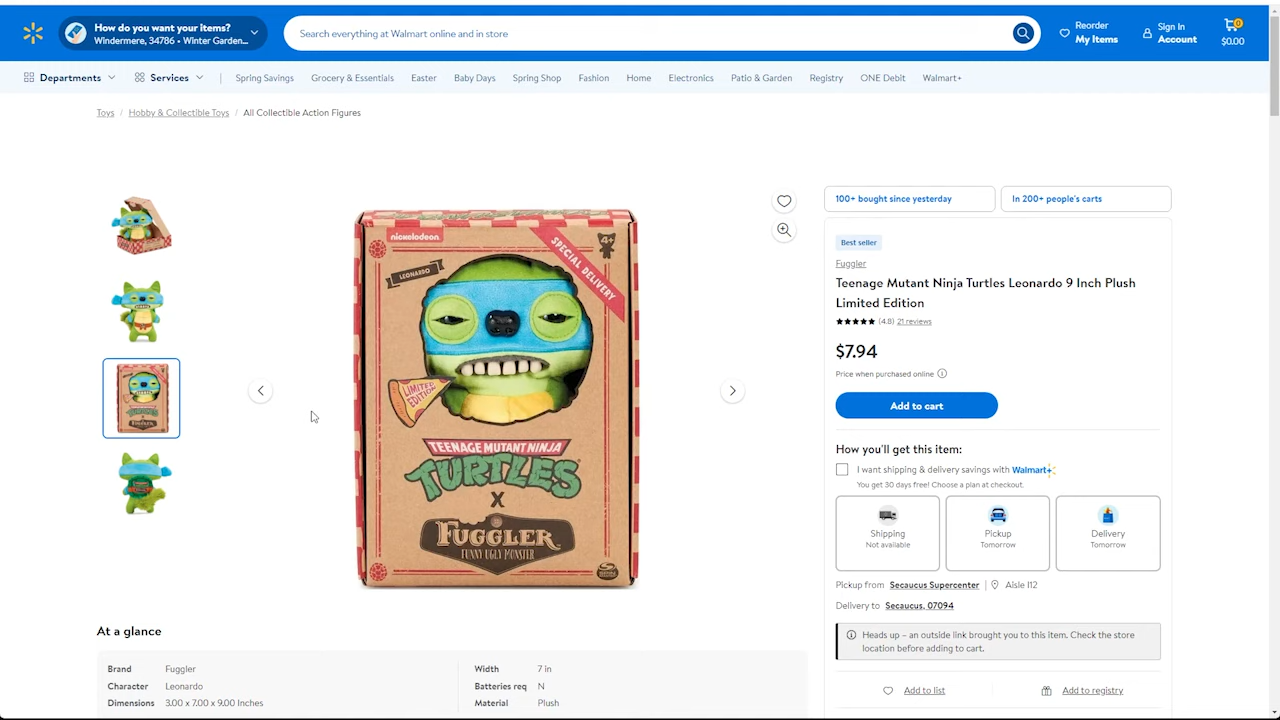 How do you want your items?
Windermere, 34786 • Winter Garden...
Search everything at Walmart online and in store
Reorder
My Items
Sign In
Account
0
$0.00
Departments
Services
Spring Savings
Grocery & Essentials
Easter
Baby Days
Spring Shop
Fashion
Home
Electronics
Patio & Garden
Registry
ONE Debit
Walmart+
Toys / Hobby & Collectible Toys / All Collectible Action Figures
nickelodeon
LEONARDO
SPECIAL DELIVERY
4+
LIMITED EDITION
TEENAGE MUTANT NINJA
TURTLES
X
FUGGLER
FUNNY UGLY MONSTER
100+ bought since yesterday
In 200+ people's carts
Best seller
Fuggler
Teenage Mutant Ninja Turtles Leonardo 9 Inch Plush
Limited Edition
(4.8) 21 reviews
$7.94
Price when purchased online
Add to cart
How you'll get this item:
I want shipping & delivery savings with Walmart+
You get 30 days free! Choose a plan at checkout.
Shipping
Not available
Pickup
Tomorrow
Delivery
Tomorrow
Pickup from Secaucus Supercenter | Aisle I12
Delivery to Secaucus, 07094
Heads up – an outside link brought you to this item. Check the store
location before adding to cart.
Add to list
Add to registry
At a glance
Brand Fuggler
Character Leonardo
Dimensions 3.00 x 7.00 x 9.00 Inches
Width 7 in
Batteries req N
Material Plush